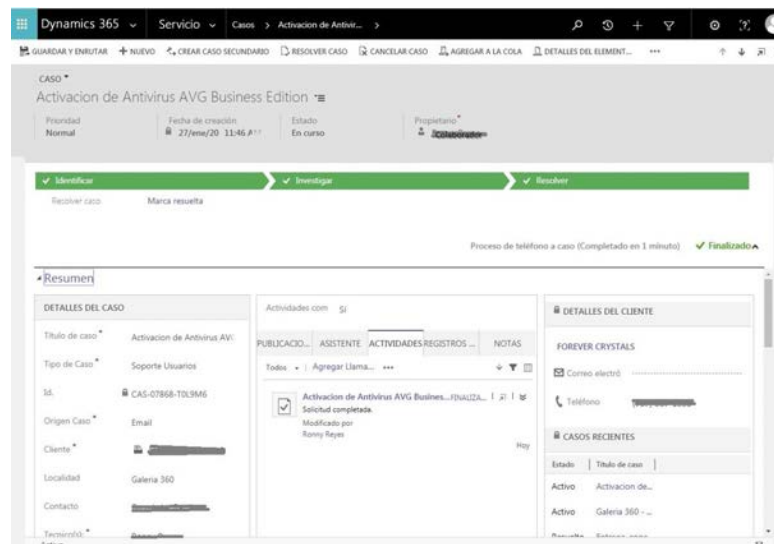 Dynamics 365 Servicio Casos > Activacion de Antivir... >
GUARDAR Y ENRUTAR + NUEVO CREAR CASO SECUNDARIO RESOLVER CASO CANCELAR CASO AGREGAR A LA COLA DETALLES DEL ELEMENT... ...
CASO
Activacion de Antivirus AVG Business Edition
Prioridad Fecha de creación Estado Propietario*
Normal 27/ene/20 11:46 En curso
Identificar Investigar Resolver
Resolver caso Marca resuelta
Proceso de teléfono a caso (Completado en 1 minuto) Finalizado
Resumen
DETALLES DEL CASO
Título de caso* Activacion de Antivirus AVG
Tipo de Caso* Soporte Usuarios
Id. CAS-07868-T0L9M6
Origen Caso* Email
Cliente*
Localidad Galeria 360
Contacto
Tecnico(s):*
Activo
Actividades com Sí
PUBLICACIO... ASISTENTE ACTIVIDADES REGISTROS ... NOTAS
Todos Agregar Llama... ...
Activacion de Antivirus AVG Busines... FINALIZA...
Solicitud completada.
Modificado por
Ronny Reyes
Hoy
DETALLES DEL CLIENTE
FOREVER CRYSTALS
Correo electró
Teléfono
CASOS RECIENTES
Estado Título de caso
Activo Activacion de...
Activo Galeria 360 - ...